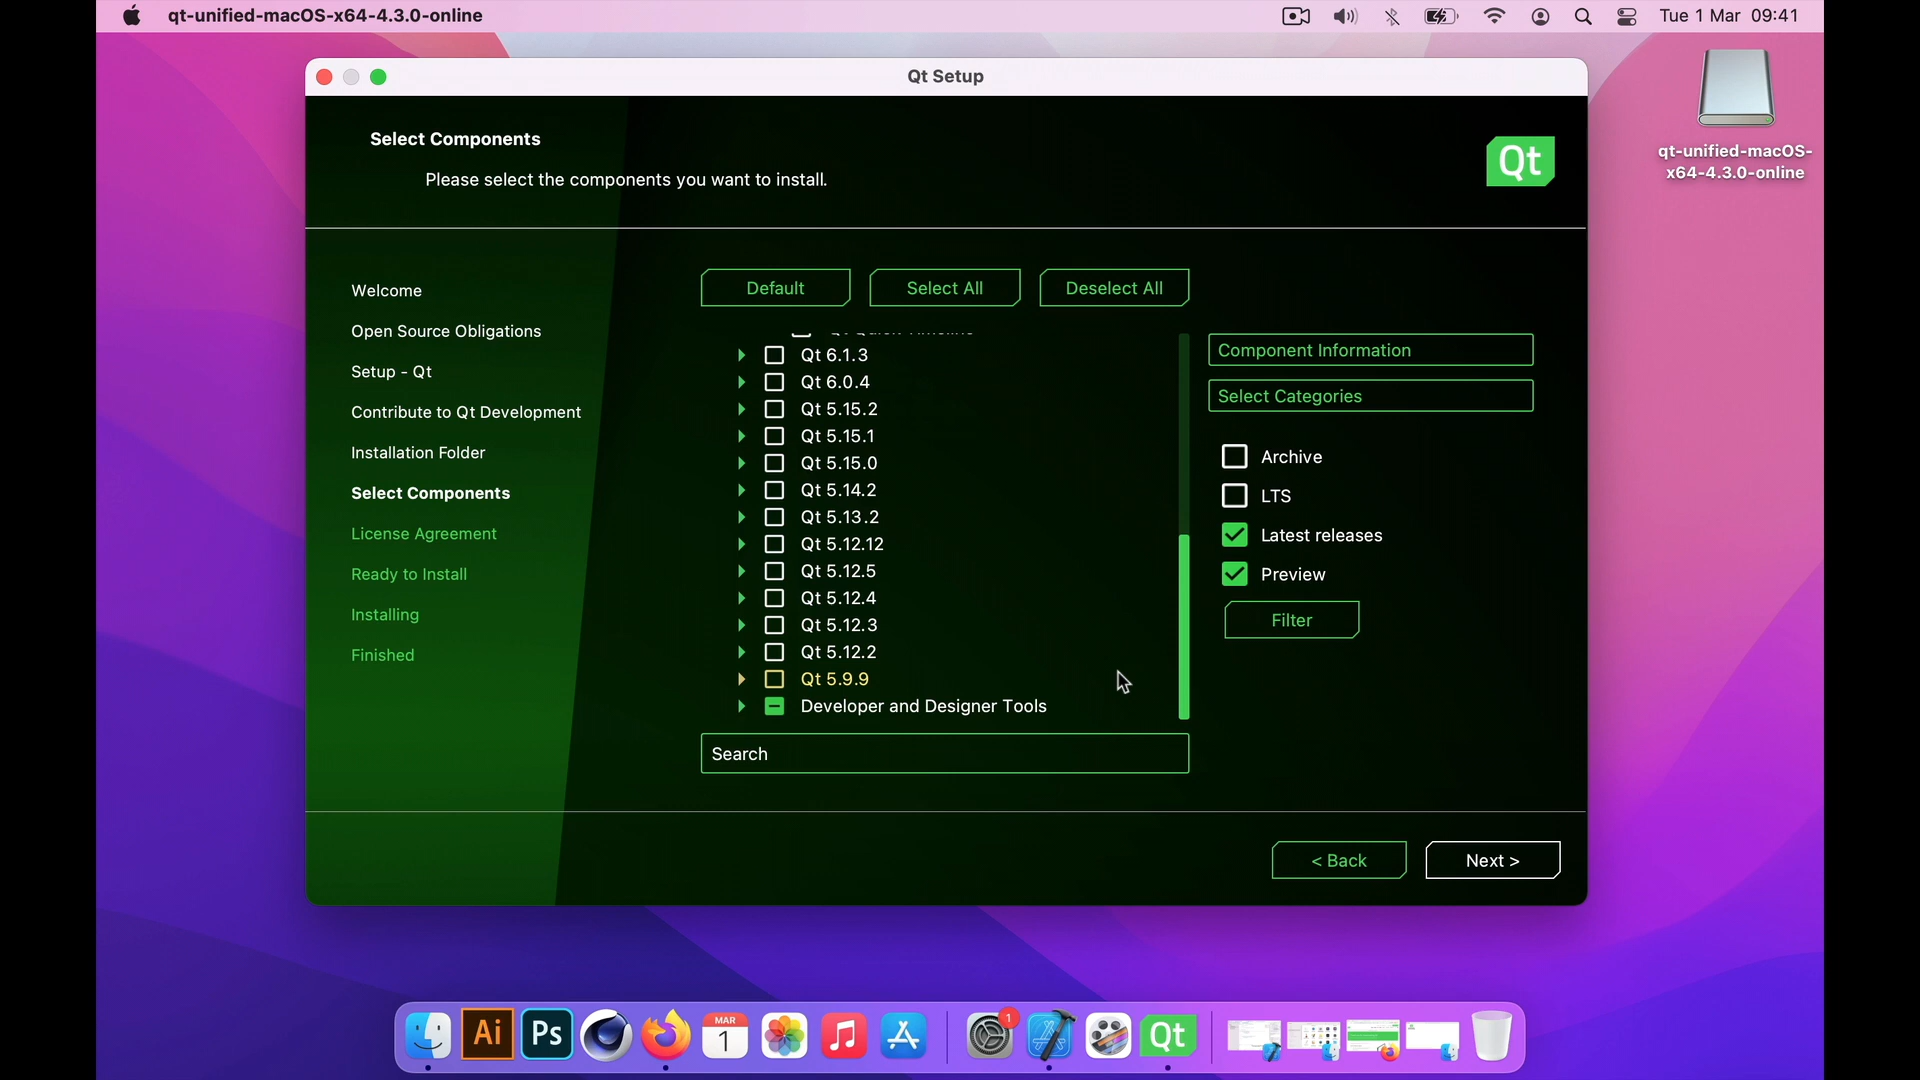 qt-unified-macOS-x64-4.3.0-online
Tue 1 Mar 09:41
Qt Setup
qt-unified-macOS-
x64-4.3.0-online
Select Components
Please select the components you want to install.
Qt
Welcome
Open Source Obligations
Setup - Qt
Contribute to Qt Development
Installation Folder
Select Components
License Agreement
Ready to Install
Installing
Finished
Default
Select All
Deselect All
Qt 6.1.3
Qt 6.0.4
Qt 5.15.2
Qt 5.15.1
Qt 5.15.0
Qt 5.14.2
Qt 5.13.2
Qt 5.12.12
Qt 5.12.5
Qt 5.12.4
Qt 5.12.3
Qt 5.12.2
Qt 5.9.9
Developer and Designer Tools
Search
Component Information
Select Categories
Archive
LTS
Latest releases
Preview
Filter
< Back
Next >
Ai
Ps
MAR
1
1
Qt